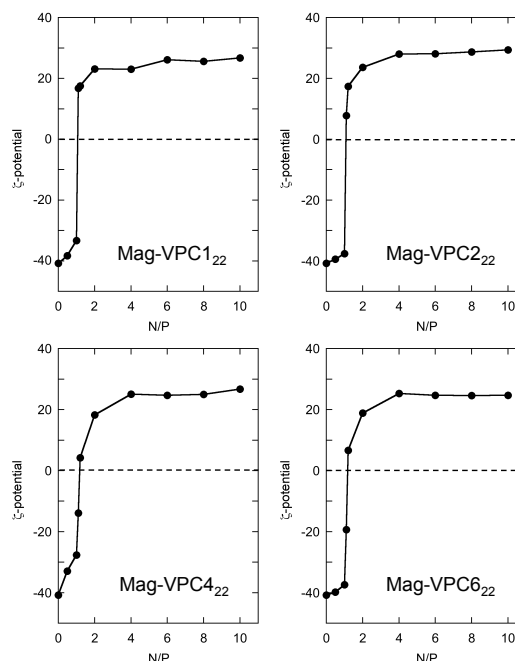 40
20
0
-20
-40
ζ-potential
Mag-VPC1₂₂
0 2 4 6 8 10
N/P
40
20
0
-20
-40
ζ-potential
Mag-VPC2₂₂
0 2 4 6 8 10
N/P
40
20
0
-20
-40
ζ-potential
Mag-VPC4₂₂
0 2 4 6 8 10
N/P
40
20
0
-20
-40
ζ-potential
Mag-VPC6₂₂
0 2 4 6 8 10
N/P